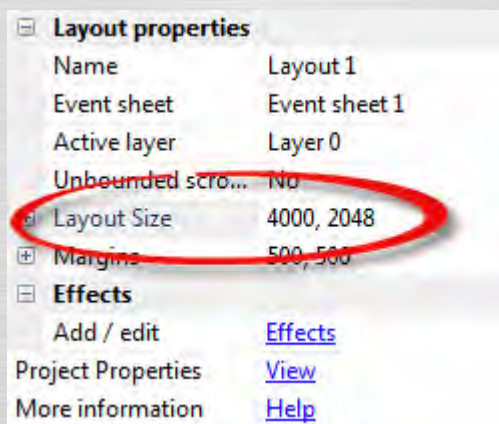 Layout properties
Name Layout 1
Event sheet Event sheet 1
Active layer Layer 0
Unbounded scro... No
Layout Size 4000, 2048
Margins 500, 500
Effects
Add / edit Effects
Project Properties View
More information Help